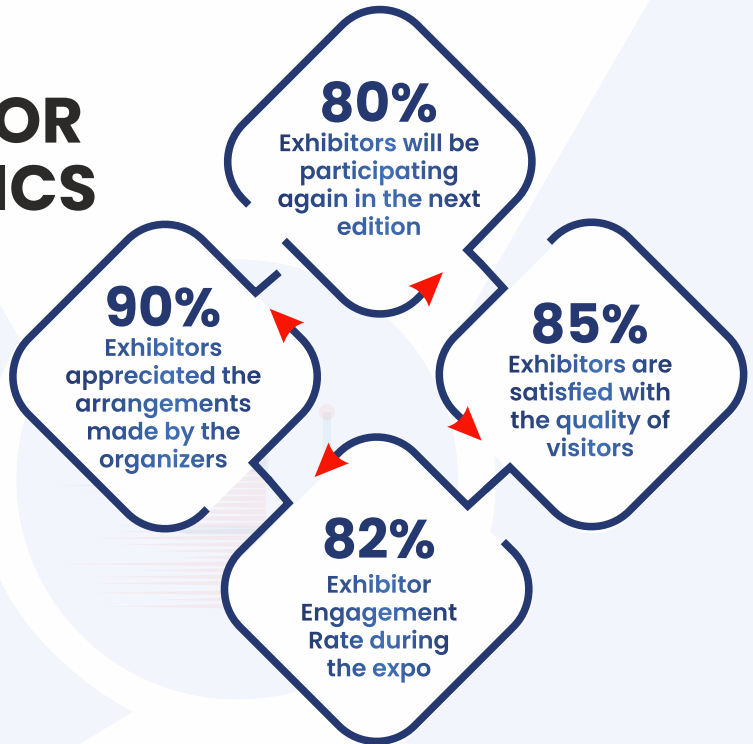 OR
ICS
80%
Exhibitors will be
participating
again in the next
edition
90%
Exhibitors
appreciated the
arrangements
made by the
organizers
85%
Exhibitors are
satisfied with
the quality of
visitors
82%
Exhibitor
Engagement
Rate during
the expo